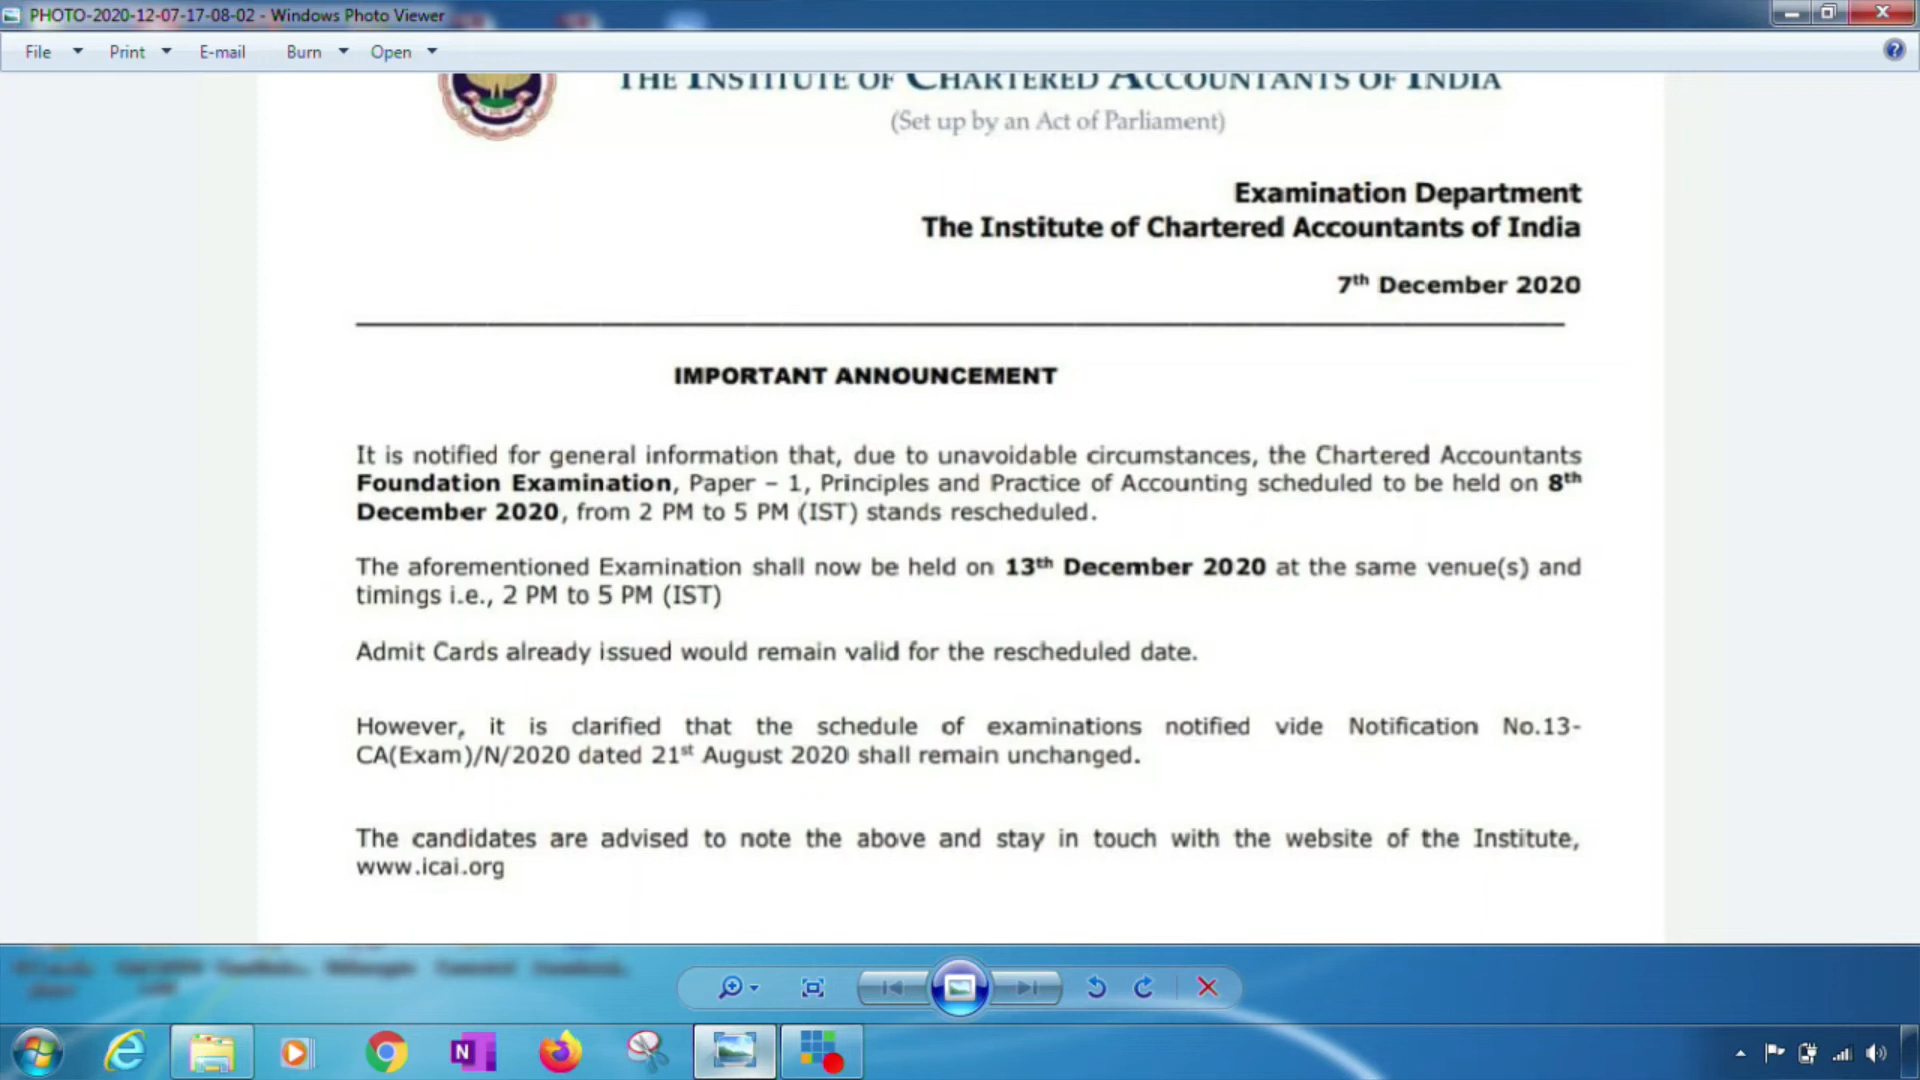 PHOTO-2020-12-07-17-08-02 - Windows Photo Viewer
File Print E-mail Burn Open
THE INSTITUTE OF CHARTERED ACCOUNTANTS OF INDIA
(Set up by an Act of Parliament)
Examination Department
The Institute of Chartered Accountants of India
7th December 2020
IMPORTANT ANNOUNCEMENT
It is notified for general information that, due to unavoidable circumstances, the Chartered Accountants
Foundation Examination, Paper – 1, Principles and Practice of Accounting scheduled to be held on 8th
December 2020, from 2 PM to 5 PM (IST) stands rescheduled.
The aforementioned Examination shall now be held on 13th December 2020 at the same venue(s) and
timings i.e., 2 PM to 5 PM (IST)
Admit Cards already issued would remain valid for the rescheduled date.
However, it is clarified that the schedule of examinations notified vide Notification No.13-
CA(Exam)/N/2020 dated 21st August 2020 shall remain unchanged.
The candidates are advised to note the above and stay in touch with the website of the Institute,
www.icai.org